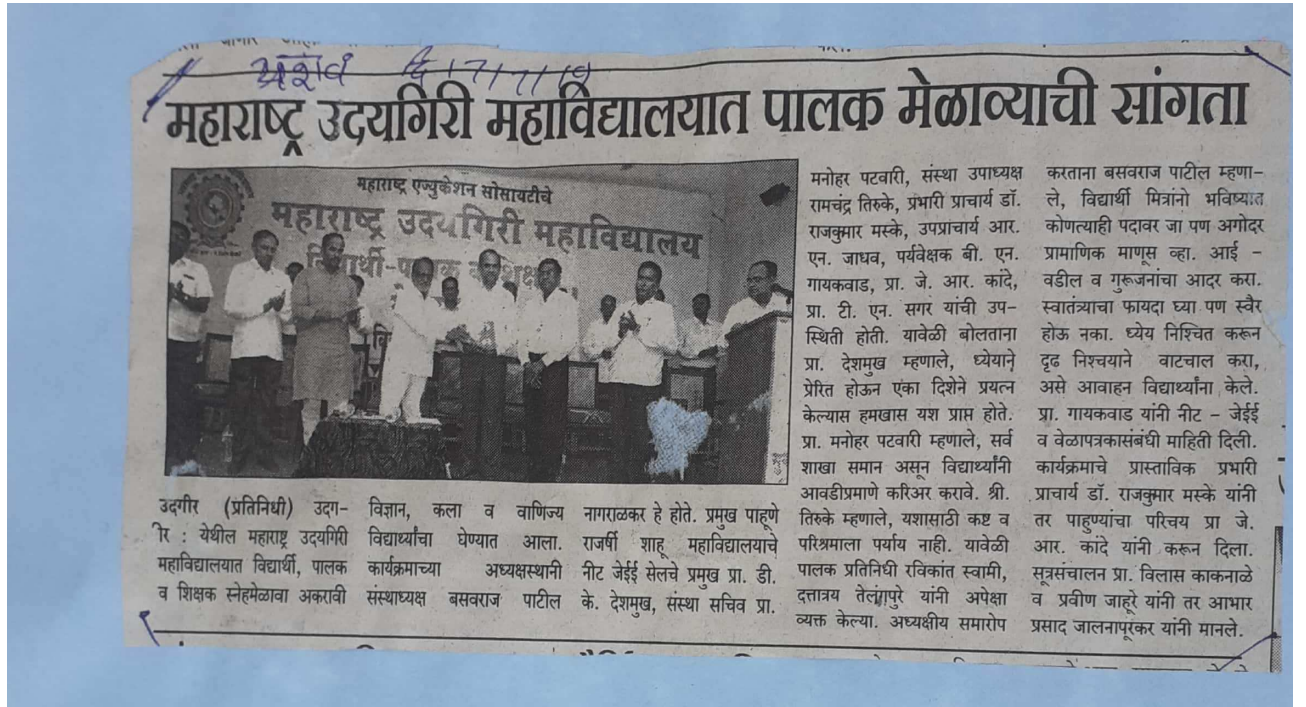 दि 17/7/19
महाराष्ट्र उदयगिरी महाविद्यालयात पालक मेळाव्याची सांगता
महाराष्ट्र एज्युकेशन सोसायटीचे
महाराष्ट्र उदयगिरी महाविद्यालय
विद्यार्थी-पालक
उदगीर (प्रतिनिधी) उदग-
ीर : येथील महाराष्ट्र उदयगिरी
महाविद्यालयात विद्यार्थी, पालक
व शिक्षक स्नेहमेळावा अकरावी
विज्ञान, कला व वाणिज्य
विद्यार्थ्यांचा घेण्यात आला.
कार्यक्रमाच्या अध्यक्षस्थानी
संस्थाध्यक्ष बसवराज पाटील
नागराळकर हे होते. प्रमुख पाहूणे
राजर्षी शाहू महाविद्यालयाचे
नीट जेईई सेलचे प्रमुख प्रा. डी.
के. देशमुख, संस्था सचिव प्रा.
मनोहर पटवारी, संस्था उपाध्यक्ष
रामचंद्र तिरुके, प्रभारी प्राचार्य डॉ.
राजकुमार मस्के, उपप्राचार्य आर.
एन. जाधव, पर्यवेक्षक बी. एन.
गायकवाड, प्रा. जे. आर. कांदे,
प्रा. टी. एन. सगर यांची उप-
स्थिती होती. यावेळी बोलताना
प्रा. देशमुख म्हणाले, ध्येयाने
प्रेरित होऊन एंका दिशेने प्रयत्न
केल्यास हमखास यश प्राप्त होते.
प्रा. मनोहर पटवारी म्हणाले, सर्व
शाखा समान असून विद्यार्थ्यांनी
आवडीप्रमाणे करिअर करावे. श्री.
तिरुके म्हणाले, यशासाठी कष्ट व
परिश्रमाला पर्याय नाही. यावेळी
पालक प्रतिनिधी रविकांत स्वामी,
दत्तात्रय तेलंगपुरे यांनी अपेक्षा
व्यक्त केल्या. अध्यक्षीय समारोप
करताना बसवराज पाटील म्हणा-
ले, विद्यार्थी मित्रांनो भविष्यात
कोणत्याही पदावर जा पण अगोदर
प्रामाणिक माणूस व्हा. आई -
वडील व गुरूजनांचा आदर करा.
स्वातंत्र्याचा फायदा घ्या पण स्वैर
होऊ नका. ध्येय निश्चित करून
दृढ निश्चयाने वाटचाल करा,
असे आवाहन विद्यार्थ्यांना केले.
प्रा. गायकवाड यांनी नीट - जेईई
व वेळापत्रकासंबंधी माहिती दिली.
कार्यक्रमाचे प्रास्ताविक प्रभारी
प्राचार्य डॉ. राजकुमार मस्के यांनी
तर पाहुण्यांचा परिचय प्रा जे.
आर. कांदे यांनी करून दिला.
सूत्रसंचालन प्रा. विलास काकनाळे
व प्रवीण जाहूरे यांनी तर आभार
प्रसाद जालनापूरकर यांनी मानले.